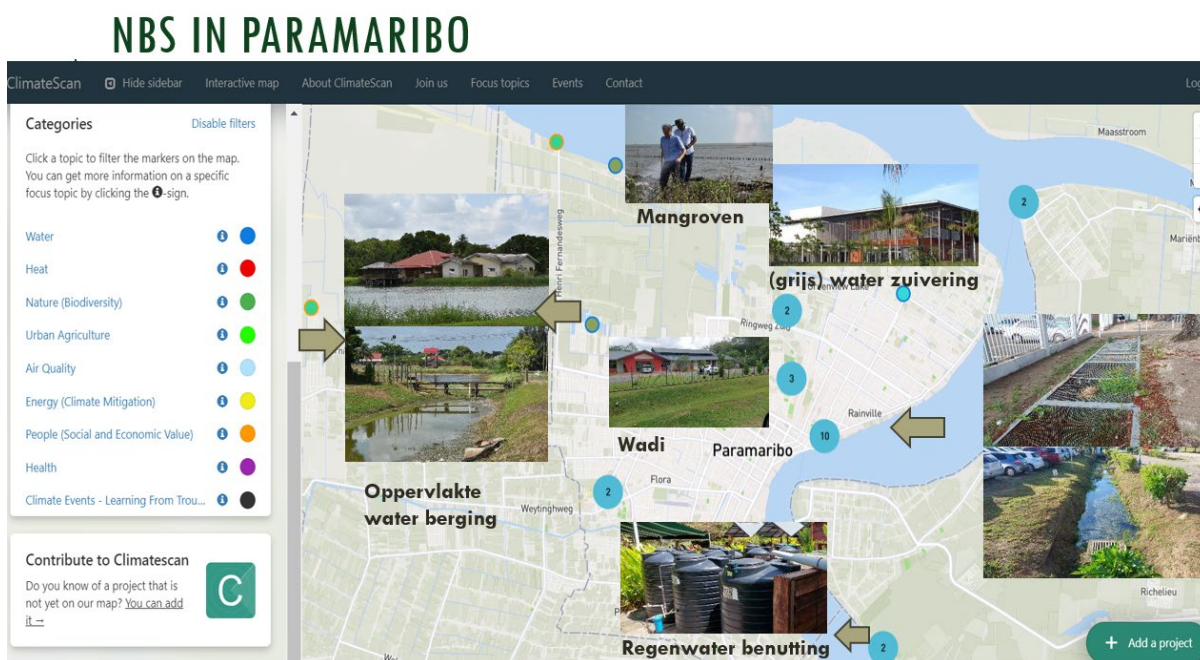 NBS IN PARAMARIBO
ClimateScan
Hide sidebar
Interactive map
About ClimateScan
Join us
Focus topics
Events
Contact
Categories
Disable filters
Click a topic to filter the markers on the map.
You can get more information on a specific
focus topic by clicking the -sign.
Water
Heat
Nature (Biodiversity)
Urban Agriculture
Air Quality
Energy (Climate Mitigation)
People (Social and Economic Value)
Health
Climate Events - Learning From Trou...
Contribute to Climatescan
Do you know of a project that is
not yet on our map? You can add
it →
C
Maasstroom
2
Mangroven
Henri Fernandesweg
(grijs) water zuivering
Greenview Lake
2
Ringweg
3
Rainville
10
Wadi
Paramaribo
Flora
Oppervlakte
water berging
2
Weytinghweg
Richelieu
Regenwater benutting
2
+ Add a project